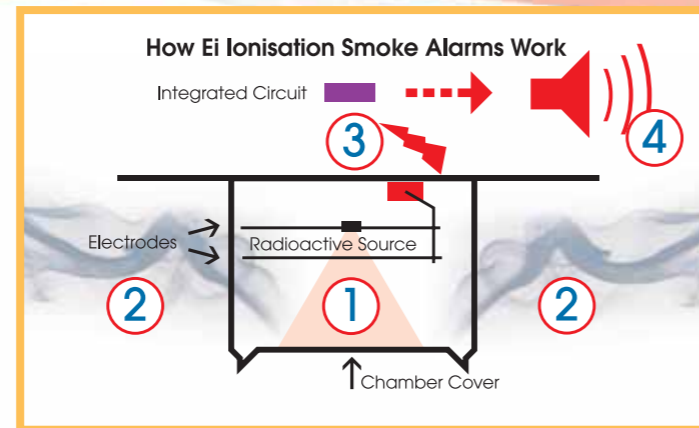 How Ei Ionisation Smoke Alarms Work
Integrated Circuit
3
4
Electrodes
Radioactive Source
2
1
2
Chamber Cover